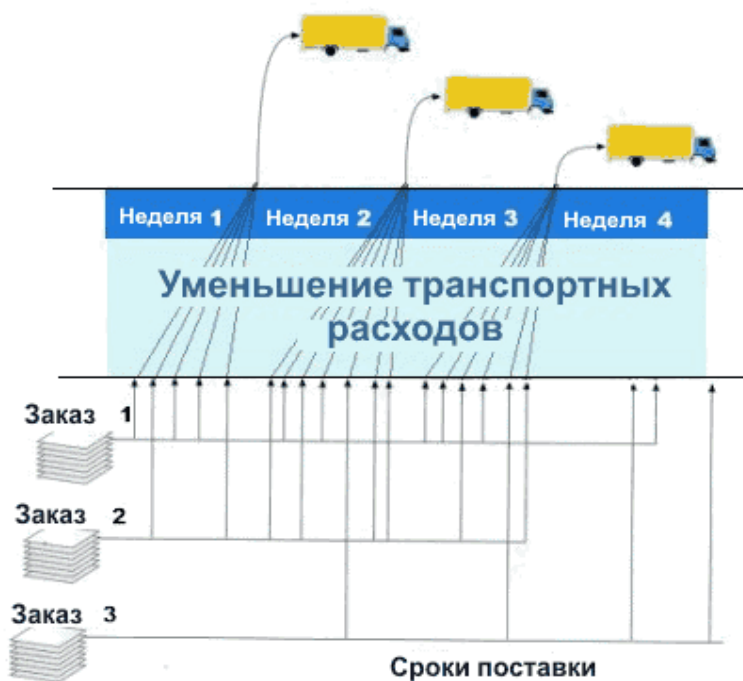 Неделя 1 Неделя 2 Неделя 3 Неделя 4
Уменьшение транспортных
расходов
Заказ 1
Заказ 2
Заказ 3
Сроки поставки